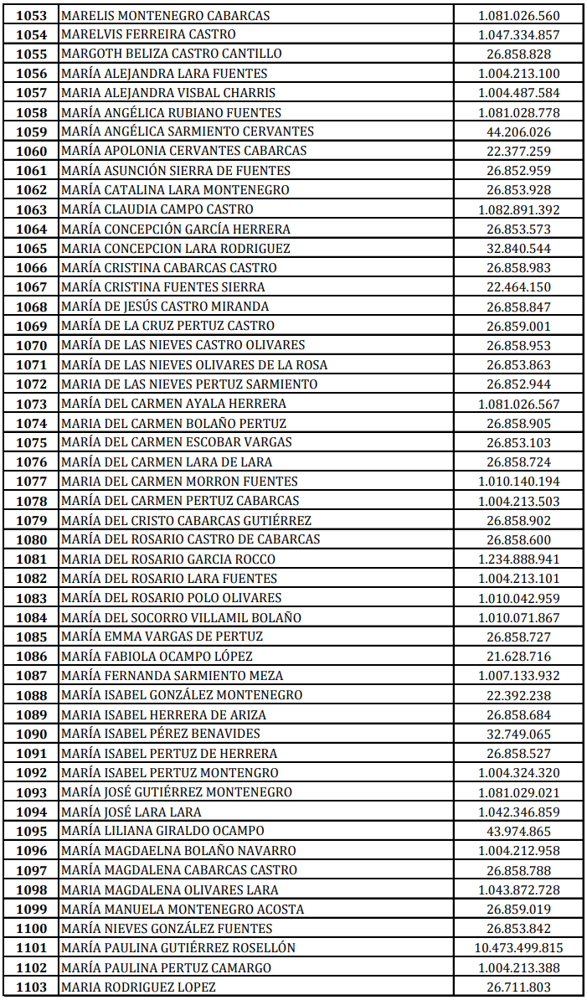 1053 MARELIS MONTENEGRO CABARCAS 1.081.026.560
1054 MARELVIS FERREIRA CASTRO 1.047.334.857
1055 MARGOTH BELIZA CASTRO CANTILLO 26.858.828
1056 MARÍA ALEJANDRA LARA FUENTES 1.004.213.100
1057 MARIA ALEJANDRA VISBAL CHARRIS 1.004.487.584
1058 MARÍA ANGÉLICA RUBIANO FUENTES 1.081.028.778
1059 MARÍA ANGÉLICA SARMIENTO CERVANTES 44.206.026
1060 MARÍA APOLONIA CERVANTES CABARCAS 22.377.259
1061 MARÍA ASUNCIÓN SIERRA DE FUENTES 26.852.959
1062 MARÍA CATALINA LARA MONTENEGRO 26.853.928
1063 MARÍA CLAUDIA CAMPO CASTRO 1.082.891.392
1064 MARÍA CONCEPCIÓN GARCÍA HERRERA 26.853.573
1065 MARIA CONCEPCION LARA RODRIGUEZ 32.840.544
1066 MARÍA CRISTINA CABARCAS CASTRO 26.858.983
1067 MARÍA CRISTINA FUENTES SIERRA 22.464.150
1068 MARÍA DE JESÚS CASTRO MIRANDA 26.858.847
1069 MARÍA DE LA CRUZ PERTUZ CASTRO 26.859.001
1070 MARÍA DE LAS NIEVES CASTRO OLIVARES 26.858.953
1071 MARÍA DE LAS NIEVES OLIVARES DE LA ROSA 26.853.863
1072 MARIA DE LAS NIEVES PERTUZ SARMIENTO 26.852.944
1073 MARÍA DEL CARMEN AYALA HERRERA 1.081.026.567
1074 MARIA DEL CARMEN BOLAÑO PERTUZ 26.858.905
1075 MARÍA DEL CARMEN ESCOBAR VARGAS 26.853.103
1076 MARÍA DEL CARMEN LARA DE LARA 26.858.724
1077 MARIA DEL CARMEN MORRON FUENTES 1.010.140.194
1078 MARÍA DEL CARMEN PERTUZ CABARCAS 1.004.213.503
1079 MARÍA DEL CRISTO CABARCAS GUTIÉRREZ 26.858.902
1080 MARÍA DEL ROSARIO CASTRO DE CABARCAS 26.858.600
1081 MARIA DEL ROSARIO GARCIA ROCCO 1.234.888.941
1082 MARÍA DEL ROSARIO LARA FUENTES 1.004.213.101
1083 MARÍA DEL ROSARIO POLO OLIVARES 1.010.042.959
1084 MARÍA DEL SOCORRO VILLAMIL BOLAÑO 1.010.071.867
1085 MARÍA EMMA VARGAS DE PERTUZ 26.858.727
1086 MARÍA FABIOLA OCAMPO LÓPEZ 21.628.716
1087 MARÍA FERNANDA SARMIENTO MEZA 1.007.133.932
1088 MARÍA ISABEL GONZÁLEZ MONTENEGRO 22.392.238
1089 MARIA ISABEL HERRERA DE ARIZA 26.858.684
1090 MARÍA ISABEL PÉREZ BENAVIDES 32.749.065
1091 MARÍA ISABEL PERTUZ DE HERRERA 26.858.527
1092 MARÍA ISABEL PERTUZ MONTENGRO 1.004.324.320
1093 MARÍA JOSÉ GUTIÉRREZ MONTENEGRO 1.081.029.021
1094 MARÍA JOSÉ LARA LARA 1.042.346.859
1095 MARÍA LILIANA GIRALDO OCAMPO 43.974.865
1096 MARÍA MAGDAELNA BOLAÑO NAVARRO 1.004.212.958
1097 MARÍA MAGDALENA CABARCAS CASTRO 26.858.788
1098 MARIA MAGDALENA OLIVARES LARA 1.043.872.728
1099 MARÍA MANUELA MONTENEGRO ACOSTA 26.859.019
1100 MARÍA NIEVES GONZÁLEZ FUENTES 26.853.842
1101 MARÍA PAULINA GUTIÉRREZ ROSELLÓN 10.473.499.815
1102 MARÍA PAULINA PERTUZ CAMARGO 1.004.213.388
1103 MARIA RODRIGUEZ LOPEZ 26.711.803